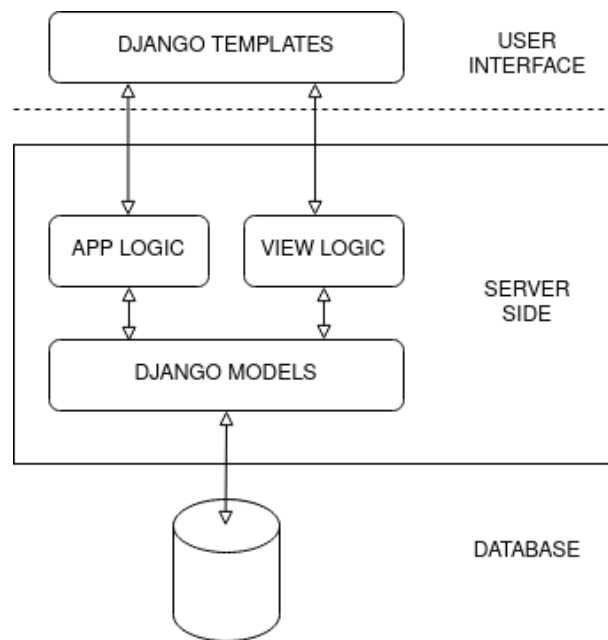 DJANGO TEMPLATES
USER
INTERFACE
APP LOGIC
VIEW LOGIC
SERVER
SIDE
DJANGO MODELS
DATABASE